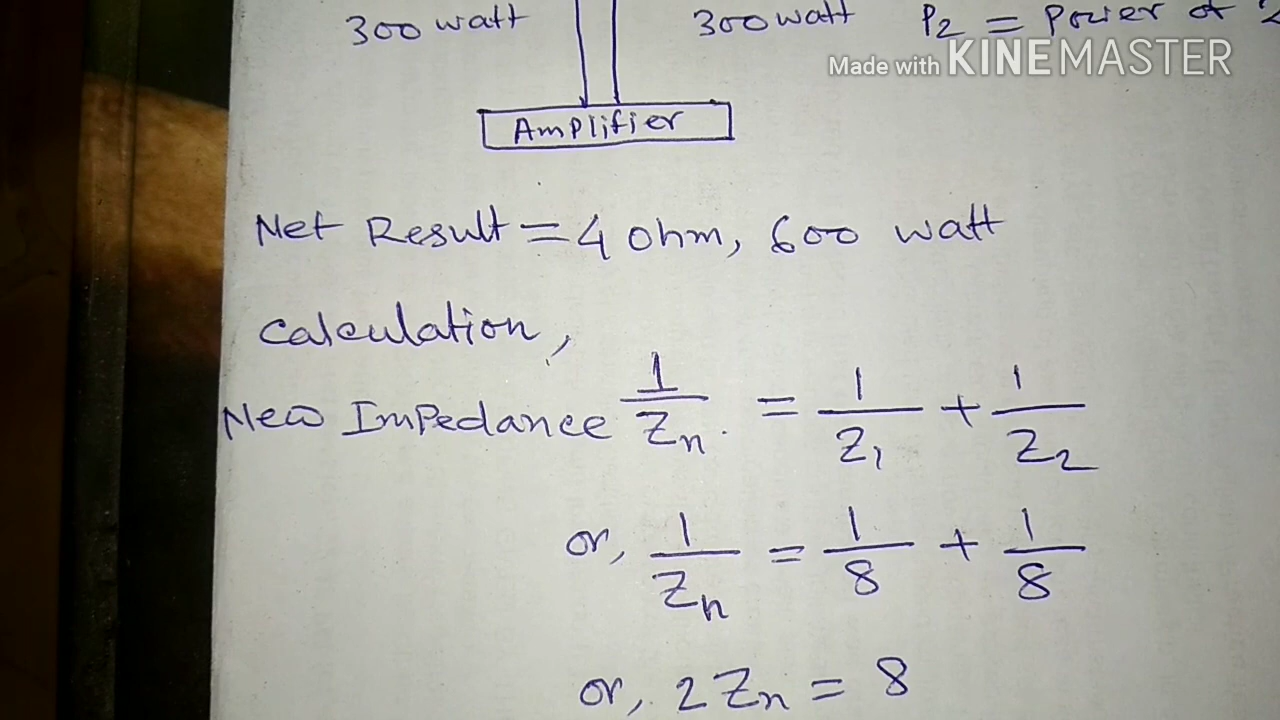 300 watt 300 watt P2 = Power of
Made with KINEMASTER
Amplifier
Net Result = 4 ohm, 600 watt
Calculation,
New Impedance 1/Zn = 1/Z1 + 1/Z2
or, 1/Zn = 1/8 + 1/8
or, 2Zn = 8